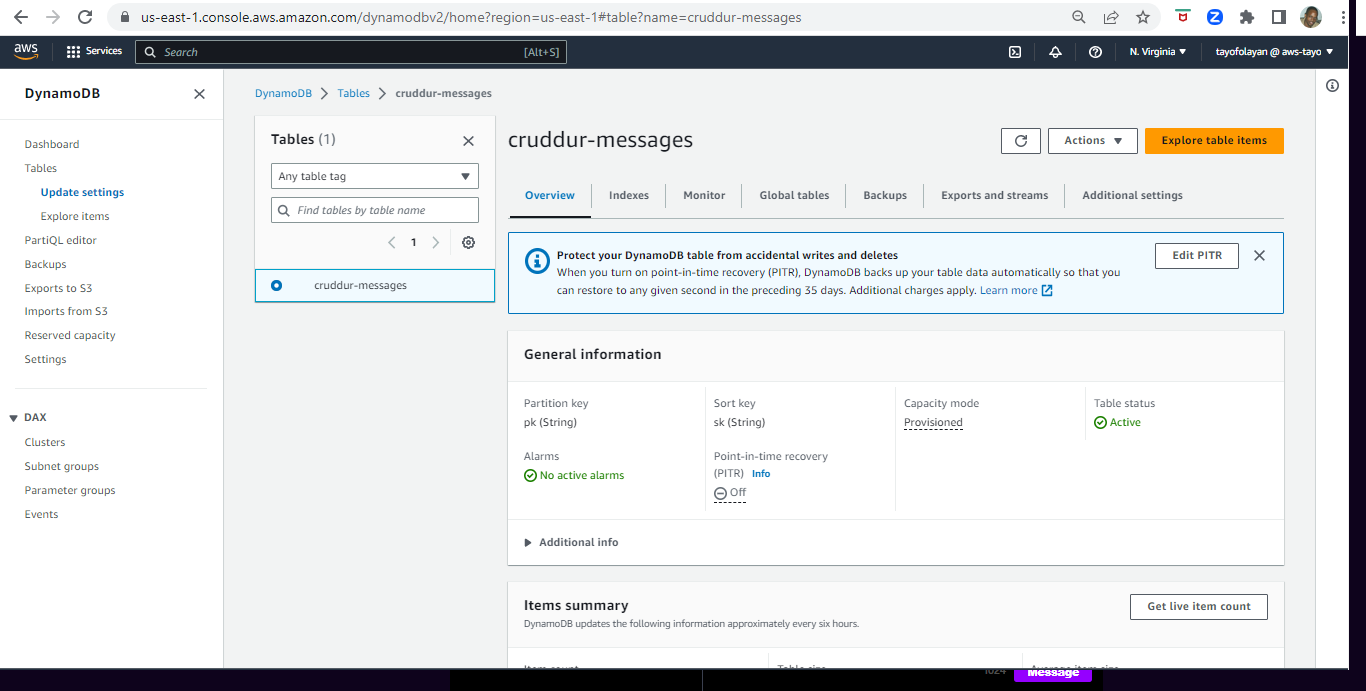 us-east-1.console.aws.amazon.com/dynamodbv2/home?region=us-east-1#table?name=cruddur-messages
aws
Services
Search
[Alt+S]
N. Virginia
tayofolayan @ aws-tayo
DynamoDB
Dashboard
Tables
Update settings
Explore items
PartiQL editor
Backups
Exports to S3
Imports from S3
Reserved capacity
Settings
DAX
Clusters
Subnet groups
Parameter groups
Events
DynamoDB
Tables
cruddur-messages
Tables (1)
Any table tag
Find tables by table name
1
cruddur-messages
cruddur-messages
Actions
Explore table items
Overview
Indexes
Monitor
Global tables
Backups
Exports and streams
Additional settings
Protect your DynamoDB table from accidental writes and deletes
When you turn on point-in-time recovery (PITR), DynamoDB backs up your table data automatically so that you
can restore to any given second in the preceding 35 days. Additional charges apply. Learn more
Edit PITR
General information
Partition key
pk (String)
Sort key
sk (String)
Capacity mode
Provisioned
Table status
Active
Alarms
No active alarms
Point-in-time recovery
(PITR) Info
Off
Additional info
Items summary
DynamoDB updates the following information approximately every six hours.
Get live item count
Item count
Table size
Average item size
1024
Message